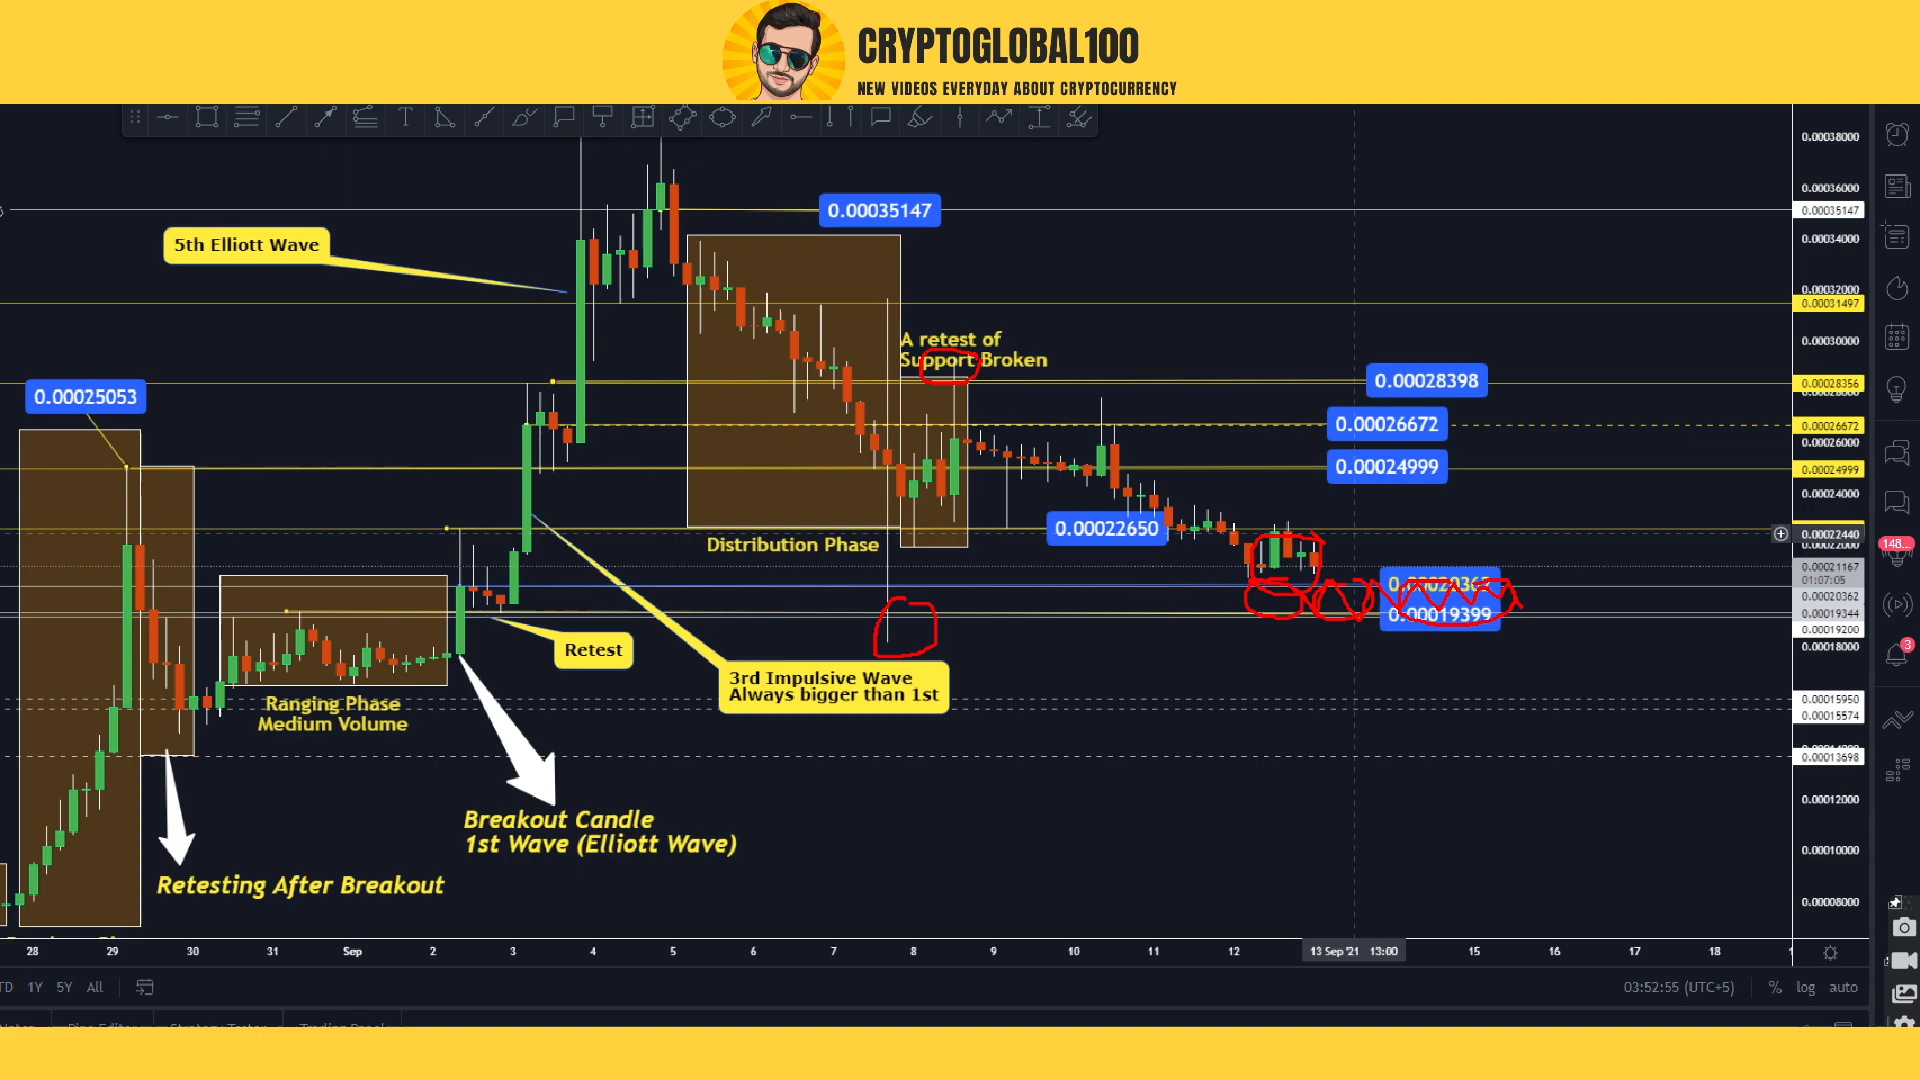 CRYPTOGLOBAL100
NEW VIDEOS EVERYDAY ABOUT CRYPTOCURRENCY
0.00038000
0.00036000
0.00035147
0.00035147
5th Elliott Wave
0.00034000
0.00032000
0.00031497
A retest of
Support Broken
0.00030000
0.00028398
0.00028356
0.00025053
0.00026672
0.00026672
0.00026000
0.00024999
0.00024999
0.00024000
0.00022650
0.00022440
0.00022000
Distribution Phase
148...
0.00021167
01:07:05
0.00020362
0.00020362
0.00019399
0.00019344
0.00019200
Retest
0.00018000
3
3rd Impulsive Wave
Always bigger than 1st
Ranging Phase
Medium Volume
0.00015950
0.00015574
0.00013698
0.00012000
Breakout Candle
1st Wave (Elliott Wave)
0.00010000
Retesting After Breakout
0.00008000
28 29 30 31 Sep 2 3 4 5 6 7 8 9 10 11 12 13 Sep '21 13:00 15 16 17 18
TD 1Y 5Y All
03:52:55 (UTC+5) % log auto